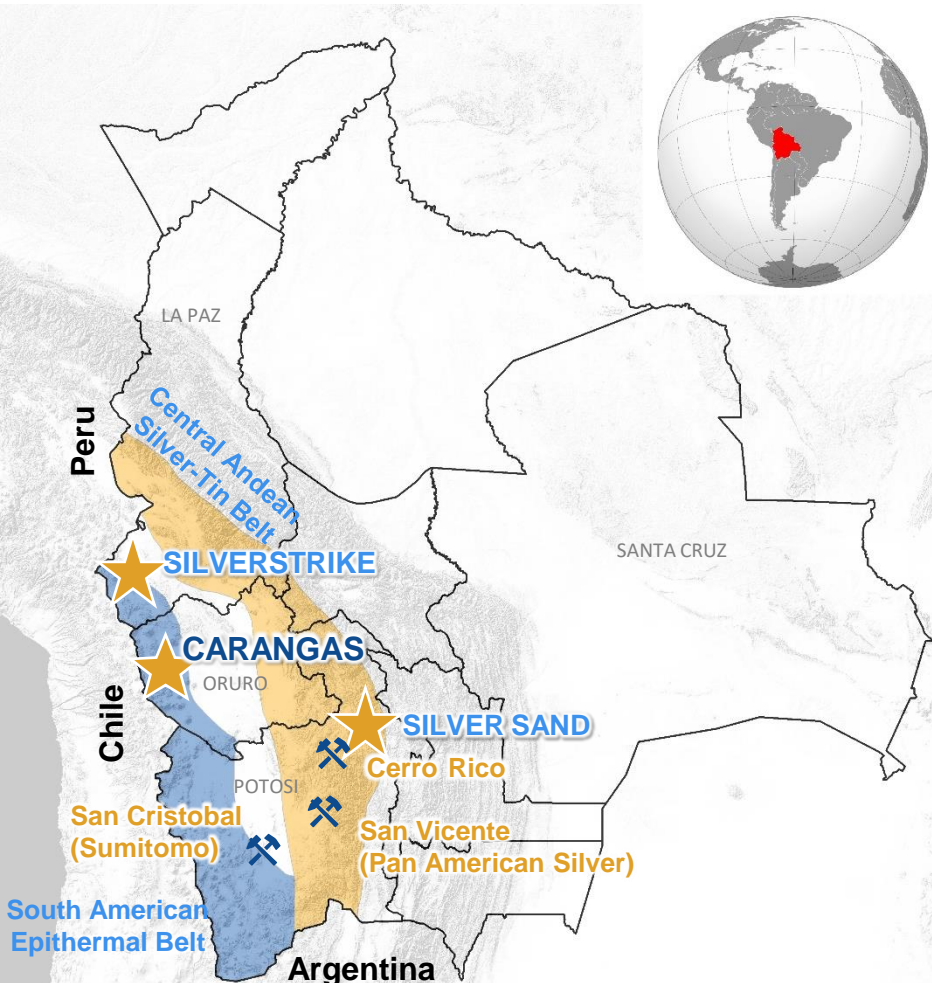 LA PAZ
Peru
Central Andean
Silver-Tin Belt
SILVERSTRIKE
SANTA CRUZ
CARANGAS
ORURO
Chile
SILVER SAND
Cerro Rico
POTOSI
San Cristobal
(Sumitomo)
San Vicente
(Pan American Silver)
South American
Epithermal Belt
Argentina